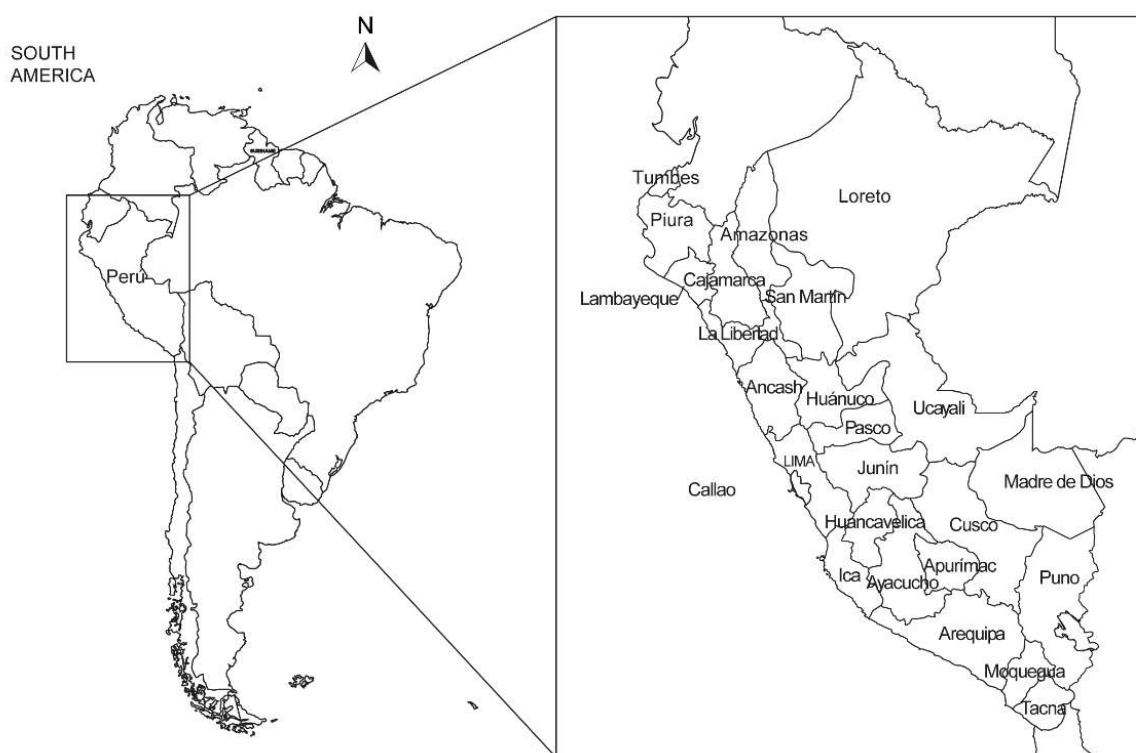 SOUTH
AMERICA
N
SURINAME
Perú
Tumbes
Loreto
Piura
Amazonas
Cajamarca
Lambayeque
San Martín
La Libertad
Ancash
Huánuco
Ucayali
Pasco
LIMA
Junín
Callao
Madre de Dios
Huancavelica
Cusco
Apurímac
Ica
Ayacucho
Puno
Arequipa
Moquegua
Tacna